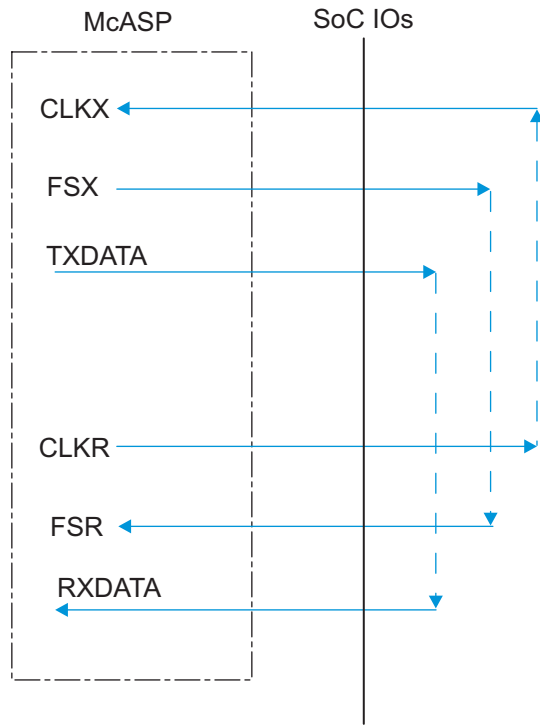 McASP
SoC IOs
CLKX
FSX
TXDATA
CLKR
FSR
RXDATA